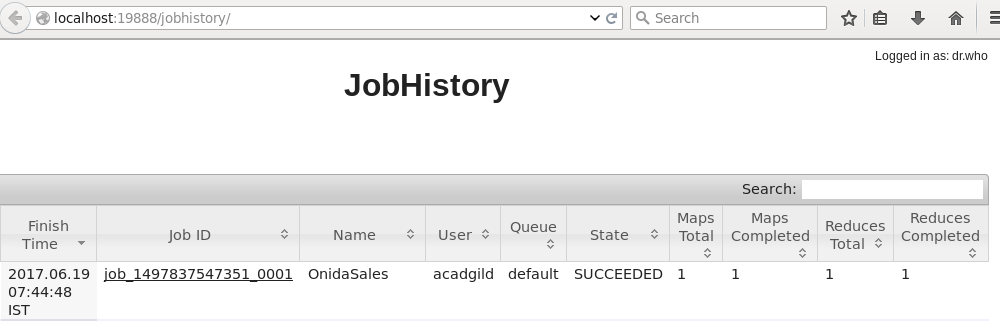 localhost:19888/jobhistory/
Search
Logged in as: dr.who
JobHistory
Search:
Finish Time
Job ID
Name
User
Queue
State
Maps Total
Maps Completed
Reduces Total
Reduces Completed
2017.06.19 07:44:48 IST
job_1497837547351_0001
OnidaSales
acadgild
default
SUCCEEDED
1
1
1
1